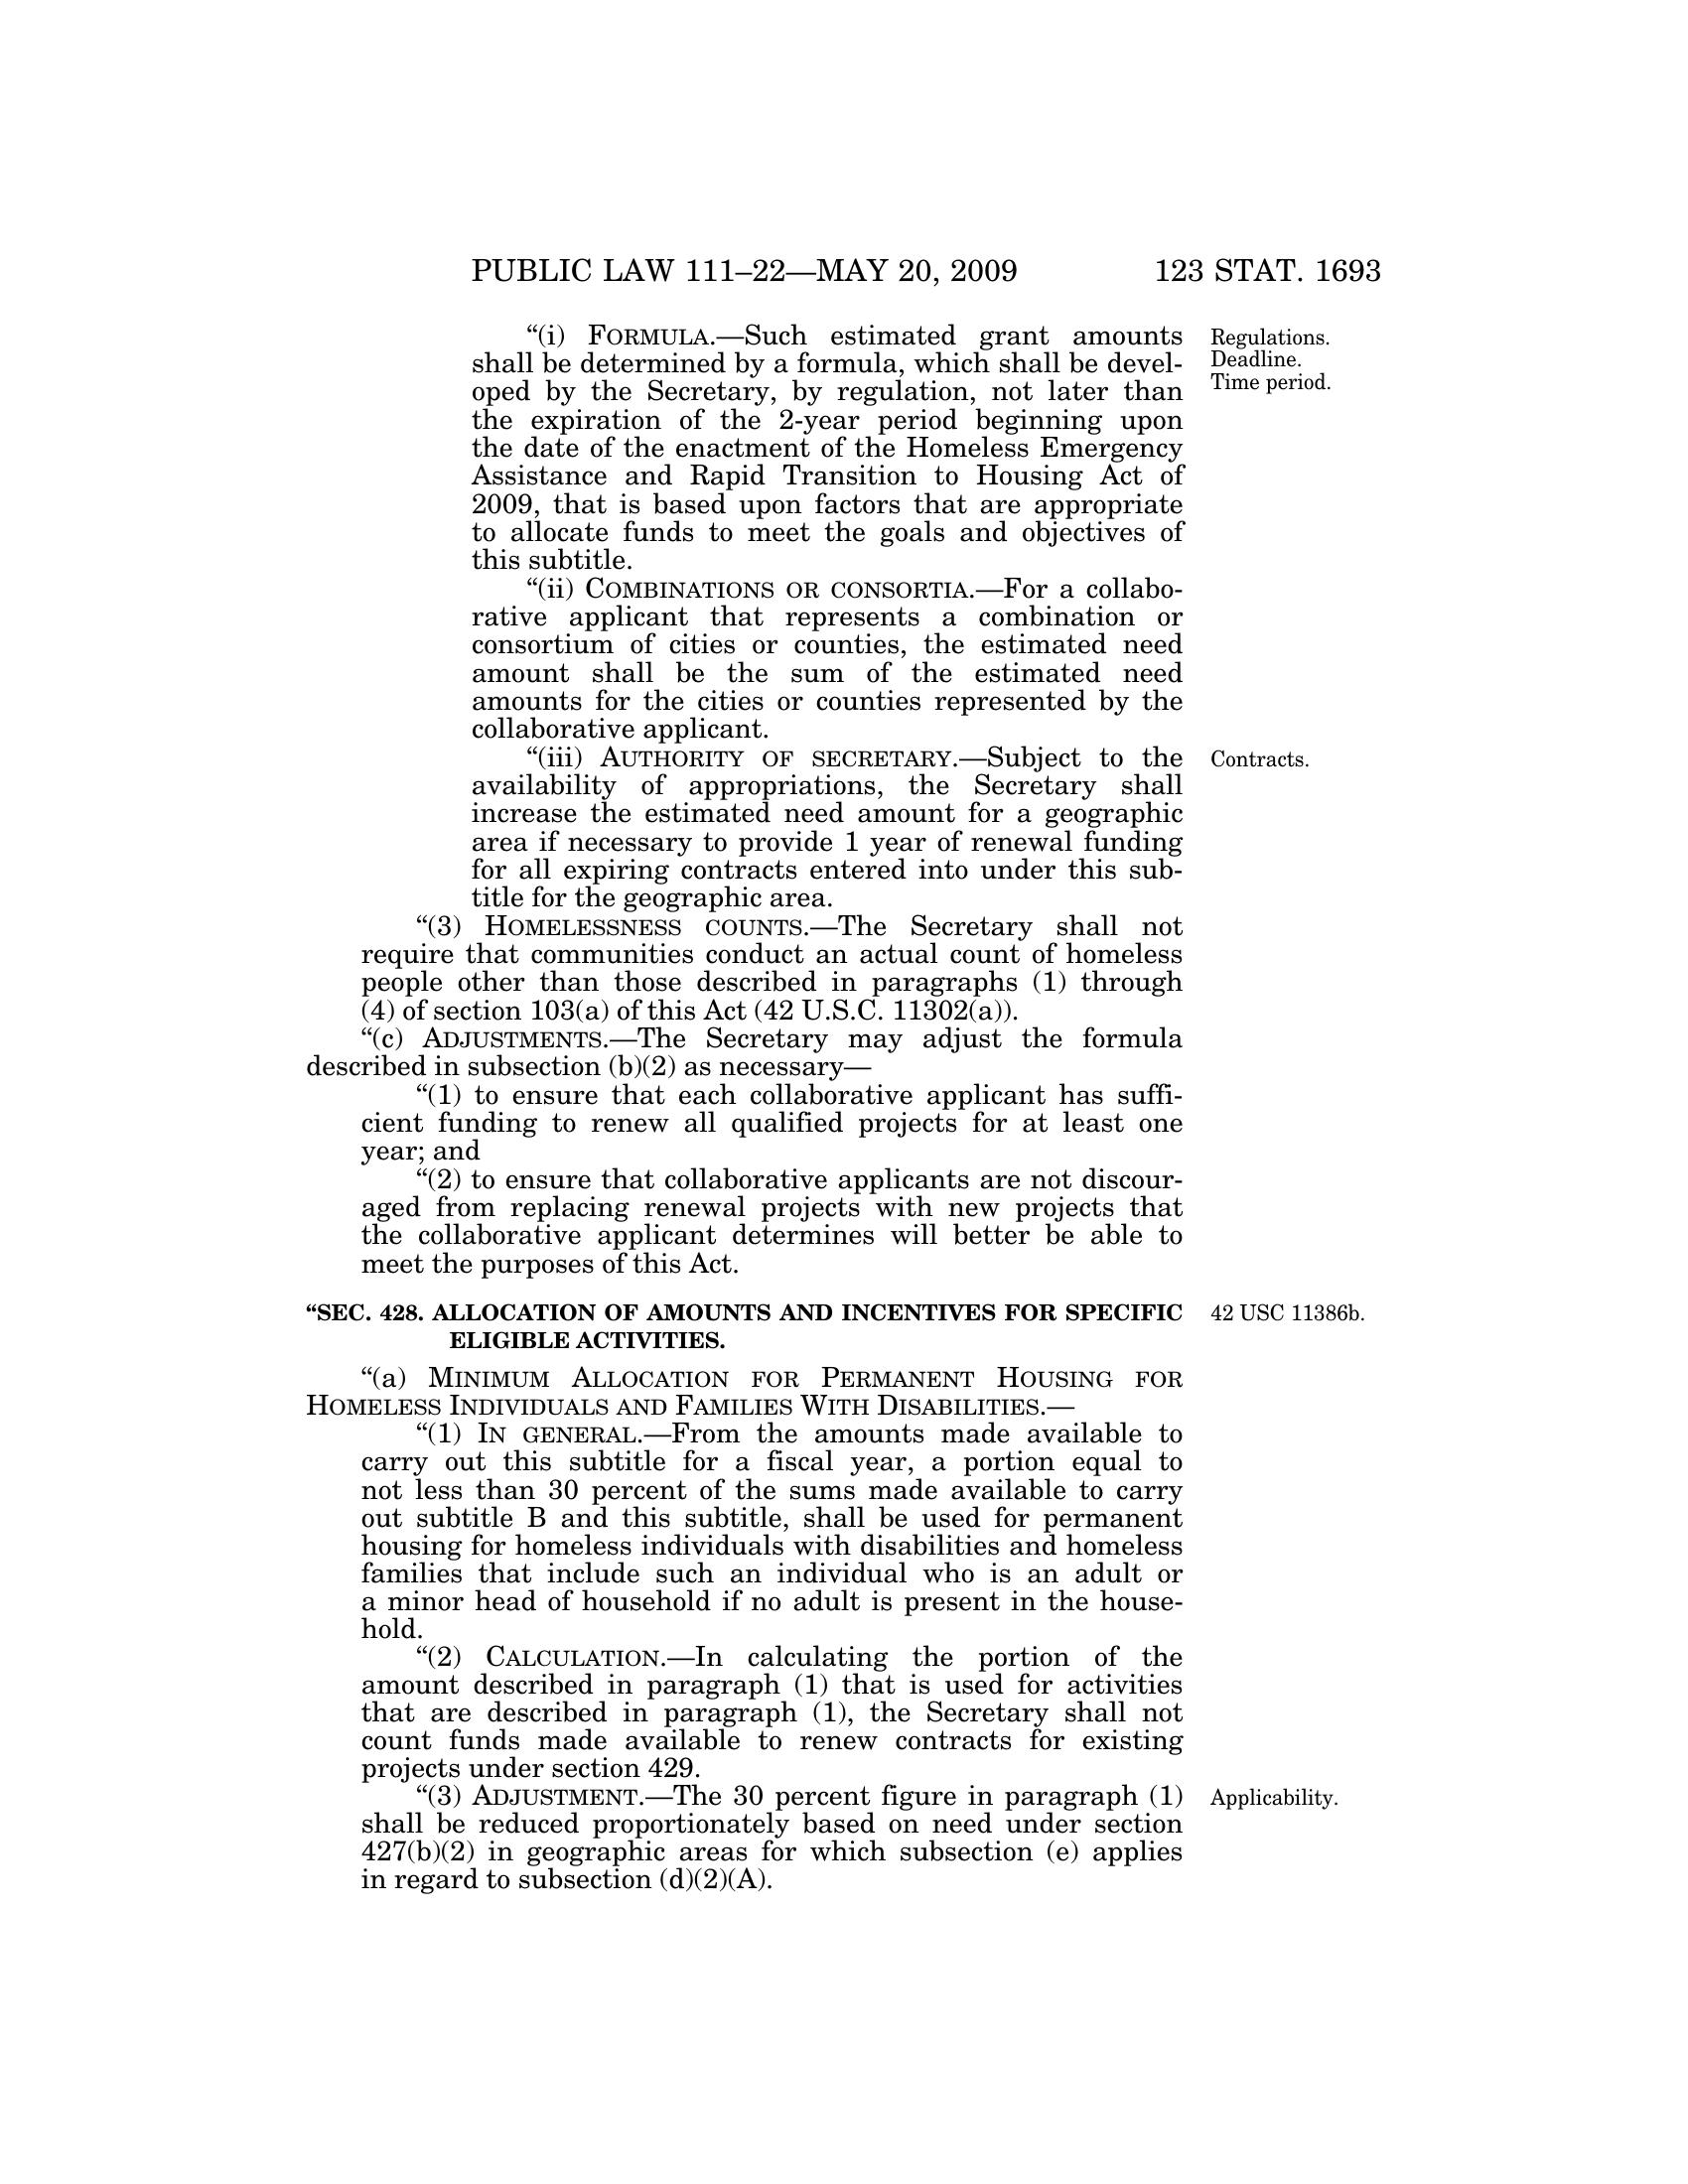 PUBLIC LAW 111–22—MAY 20, 2009 123 STAT. 1693
“(i) FORMULA.—Such estimated grant amounts
shall be determined by a formula, which shall be devel-
oped by the Secretary, by regulation, not later than
the expiration of the 2-year period beginning upon
the date of the enactment of the Homeless Emergency
Assistance and Rapid Transition to Housing Act of
2009, that is based upon factors that are appropriate
to allocate funds to meet the goals and objectives of
this subtitle.
Regulations.
Deadline.
Time period.
“(ii) COMBINATIONS OR CONSORTIA.—For a collabo-
rative applicant that represents a combination or
consortium of cities or counties, the estimated need
amount shall be the sum of the estimated need
amounts for the cities or counties represented by the
collaborative applicant.
“(iii) AUTHORITY OF SECRETARY.—Subject to the
availability of appropriations, the Secretary shall
increase the estimated need amount for a geographic
area if necessary to provide 1 year of renewal funding
for all expiring contracts entered into under this sub-
title for the geographic area.
Contracts.
“(3) HOMELESSNESS COUNTS.—The Secretary shall not
require that communities conduct an actual count of homeless
people other than those described in paragraphs (1) through
(4) of section 103(a) of this Act (42 U.S.C. 11302(a)).
“(c) ADJUSTMENTS.—The Secretary may adjust the formula
described in subsection (b)(2) as necessary—
“(1) to ensure that each collaborative applicant has suffi-
cient funding to renew all qualified projects for at least one
year; and
“(2) to ensure that collaborative applicants are not discour-
aged from replacing renewal projects with new projects that
the collaborative applicant determines will better be able to
meet the purposes of this Act.
“SEC. 428. ALLOCATION OF AMOUNTS AND INCENTIVES FOR SPECIFIC
ELIGIBLE ACTIVITIES.
42 USC 11386b.
“(a) MINIMUM ALLOCATION FOR PERMANENT HOUSING FOR
HOMELESS INDIVIDUALS AND FAMILIES WITH DISABILITIES.—
“(1) IN GENERAL.—From the amounts made available to
carry out this subtitle for a fiscal year, a portion equal to
not less than 30 percent of the sums made available to carry
out subtitle B and this subtitle, shall be used for permanent
housing for homeless individuals with disabilities and homeless
families that include such an individual who is an adult or
a minor head of household if no adult is present in the house-
hold.
“(2) CALCULATION.—In calculating the portion of the
amount described in paragraph (1) that is used for activities
that are described in paragraph (1), the Secretary shall not
count funds made available to renew contracts for existing
projects under section 429.
“(3) ADJUSTMENT.—The 30 percent figure in paragraph (1)
shall be reduced proportionately based on need under section
427(b)(2) in geographic areas for which subsection (e) applies
in regard to subsection (d)(2)(A).
Applicability.